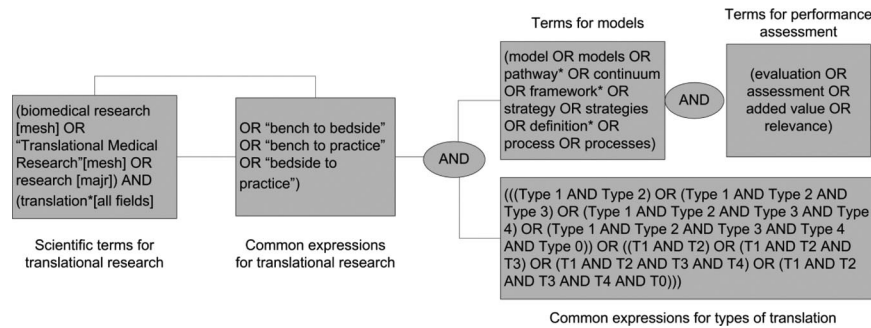 Terms for models
Terms for performance
assessment
(biomedical research
[mesh] OR
“Translational Medical
Research”[mesh] OR
research [majr]) AND
(translation*[all fields]
OR “bench to bedside”
OR “bench to practice”
OR “bedside to
practice”)
AND
(model OR models OR
pathway* OR continuum
OR framework* OR
strategy OR strategies
OR definition* OR
process OR processes)
AND
(evaluation OR
assessment OR
added value OR
relevance)
(((Type 1 AND Type 2) OR (Type 1 AND Type 2 AND
Type 3) OR (Type 1 AND Type 2 AND Type 3 AND Type
4) OR (Type 1 AND Type 2 AND Type 3 AND Type 4
AND Type 0)) OR ((T1 AND T2) OR (T1 AND T2 AND
T3) OR (T1 AND T2 AND T3 AND T4) OR (T1 AND T2
AND T3 AND T4 AND T0)))
Scientific terms for
translational research
Common expressions
for translational research
Common expressions for types of translation